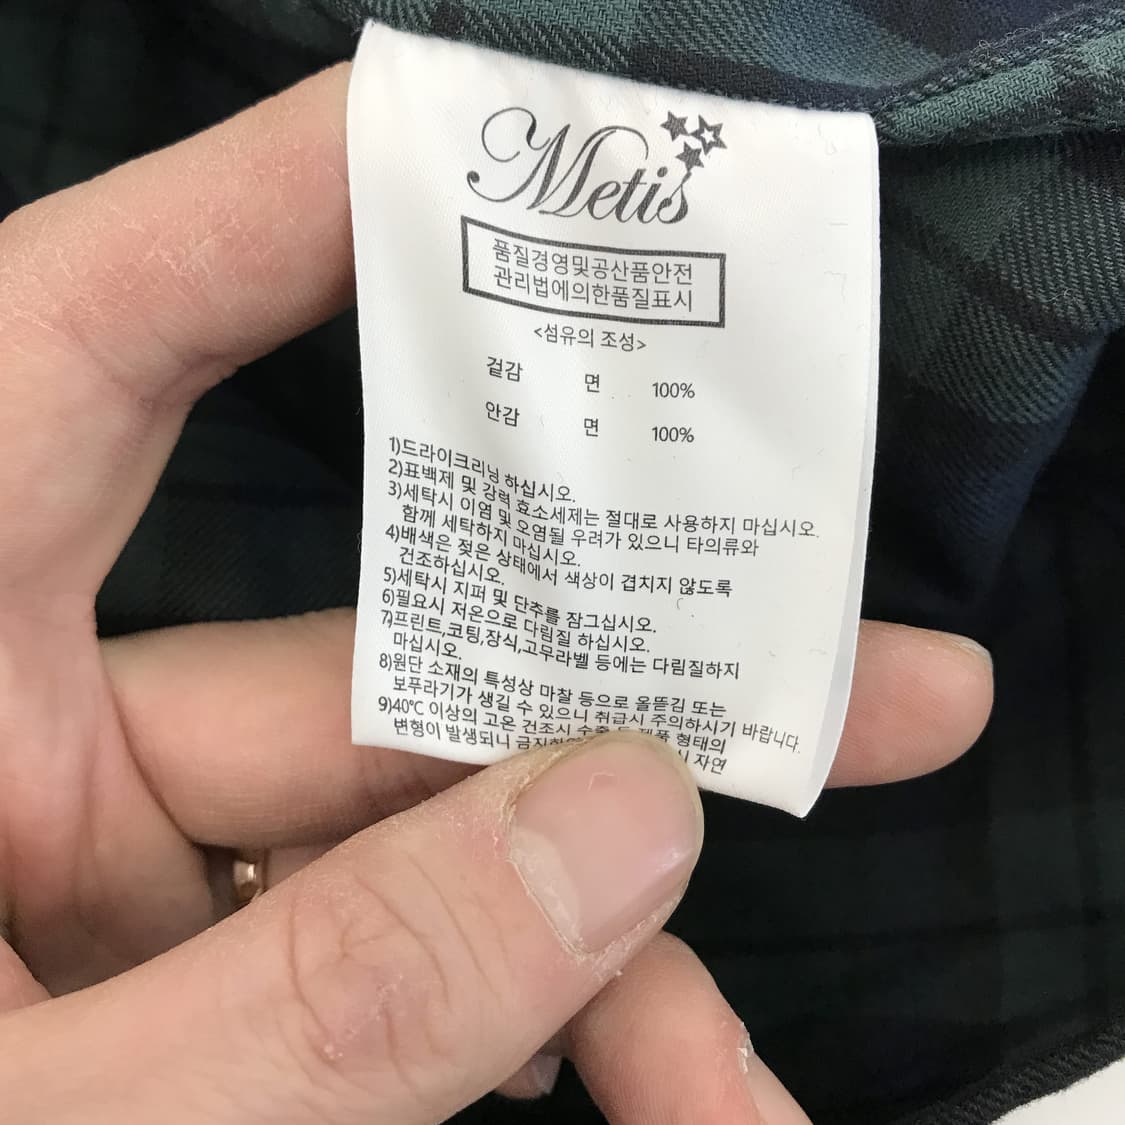 Metis
품질경영및공산품안전
관리법에의한품질표시
<섬유의 조성>
겉감 면 100%
안감 면 100%
1)드라이크리닝 하십시오.
2)표백제 및 강력 효소세제는 절대로 사용하지 마십시오.
3)세탁시 이염 및 오염될 우려가 있으니 타의류와
함께 세탁하지 마십시오.
4)배색은 젖은 상태에서 색상이 겹치지 않도록
건조하십시오.
5)세탁시 지퍼 및 단추를 잠그십시오.
6)필요시 저온으로 다림질 하십시오.
7)프린트,코팅,장식,고무라벨 등에는 다림질하지
마십시오.
8)원단 소재의 특성상 마찰 등으로 올뜯김 또는
보푸라기가 생길 수 있으니 취급시 주의하시기 바랍니다.
9)40℃ 이상의 고온 건조시 형태의
변형이 발생되니 자연